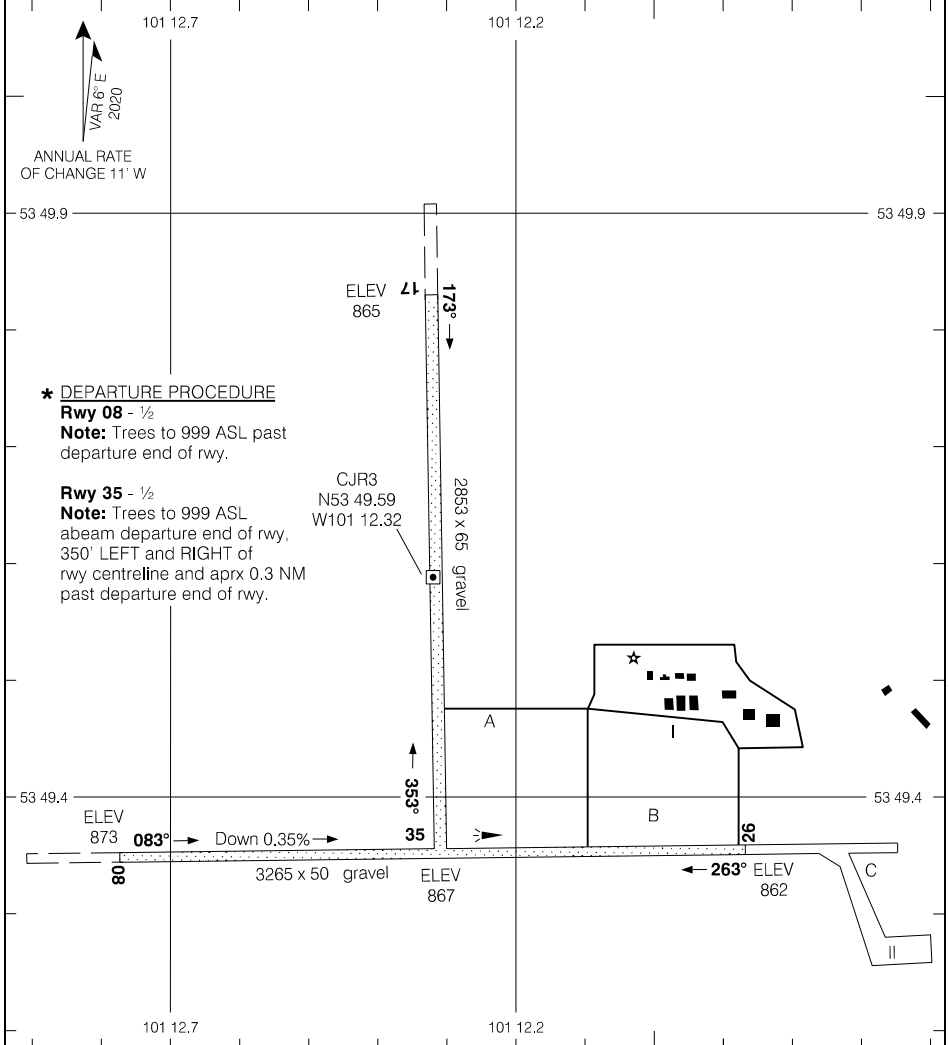 101 12.7
101 12.2
VAR 6° E
2020
ANNUAL RATE
OF CHANGE 11' W
53 49.9
53 49.9
ELEV
865
17
173°
* DEPARTURE PROCEDURE
Rwy 08 - ½
Note: Trees to 999 ASL past
departure end of rwy.
Rwy 35 - ½
Note: Trees to 999 ASL
abeam departure end of rwy,
350' LEFT and RIGHT of
rwy centreline and aprx 0.3 NM
past departure end of rwy.
CJR3
N53 49.59
W101 12.32
2853 x 65 gravel
A
I
B
353°
35
53 49.4
53 49.4
ELEV
873
083°
Down 0.35%
08
3265 x 50 gravel
ELEV
867
26
263°
ELEV
862
C
II
101 12.7
101 12.2